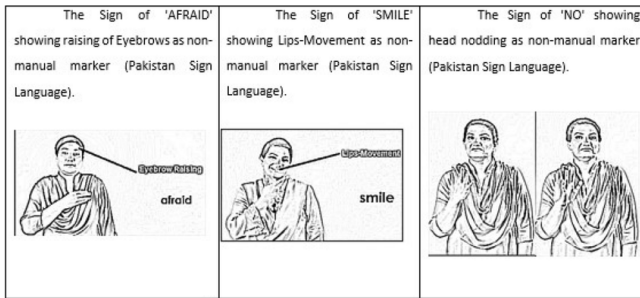 The Sign of 'AFRAID'
showing raising of Eyebrows as non-
manual marker (Pakistan Sign
Language).
Eyebrow Raising
afraid
The Sign of 'SMILE'
showing Lips-Movement as non-
manual marker (Pakistan Sign
Language).
Lips-Movement
smile
The Sign of 'NO' showing
head nodding as non-manual marker
(Pakistan Sign Language).